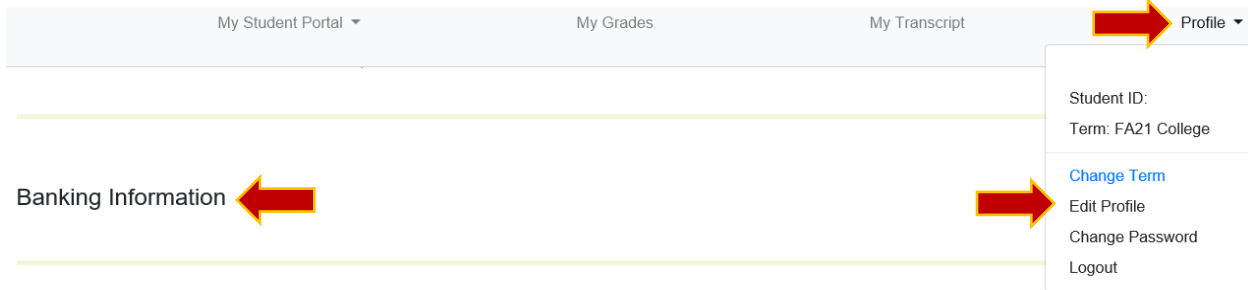 My Student Portal My Grades My Transcript Profile
Student ID:
Term: FA21 College
Change Term
Banking Information
Edit Profile
Change Password
Logout